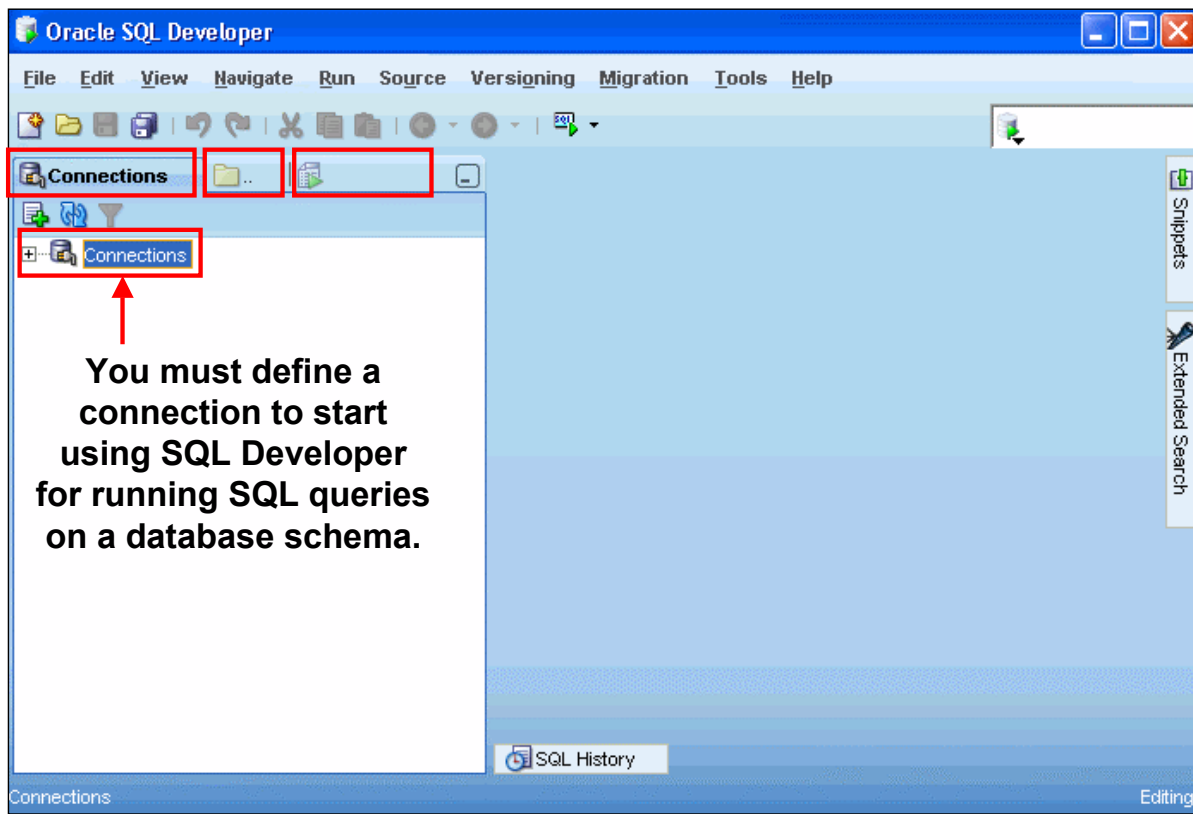 Oracle SQL Developer
File Edit View Navigate Run Source Versioning Migration Tools Help
Connections ..
Connections
You must define a
connection to start
using SQL Developer
for running SQL queries
on a database schema.
Snippets
Extended Search
SQL History
Connections Editing